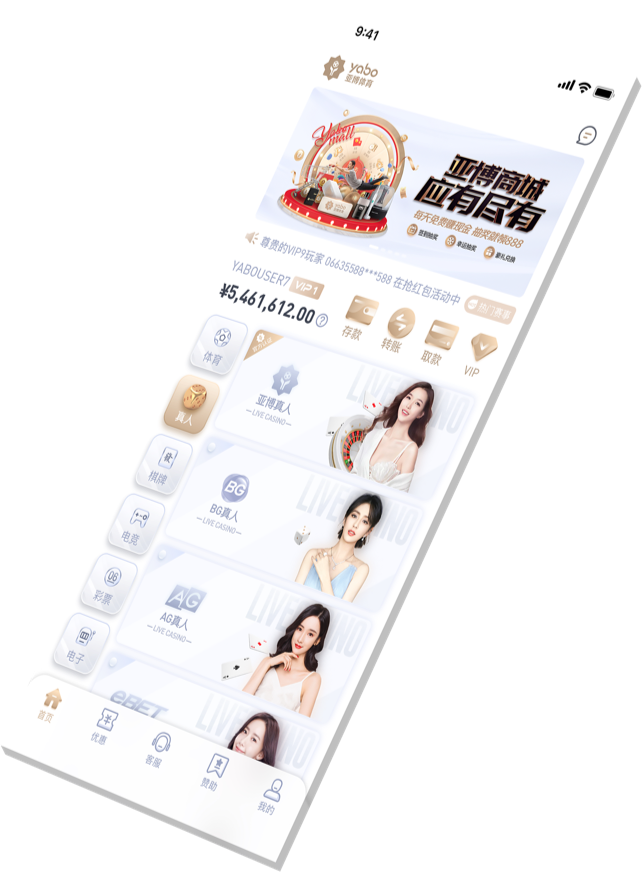 9:41
yabo
亚博体育
Yabo
mall
亚博商城
应有尽有
每天免费赚现金 抽奖就领888
签到抽奖
幸运抽奖
豪礼兑换
尊贵的VIP9玩家 06635588***588 在抢红包活动中
热门赛事
YABOUSER7 VIP 1
¥5,461,612.00 ?
存款
转账
取款
VIP
体育
真人
棋牌
电竞
彩票
电子
LIVE CASINO
亚博真人
LIVE CASINO
LIVE CASINO
BG
BG真人
LIVE CASINO
LIVE CASINO
AG
AG真人
LIVE CASINO
LIVE CASINO
eBET
首页
优惠
客服
赞助
我的